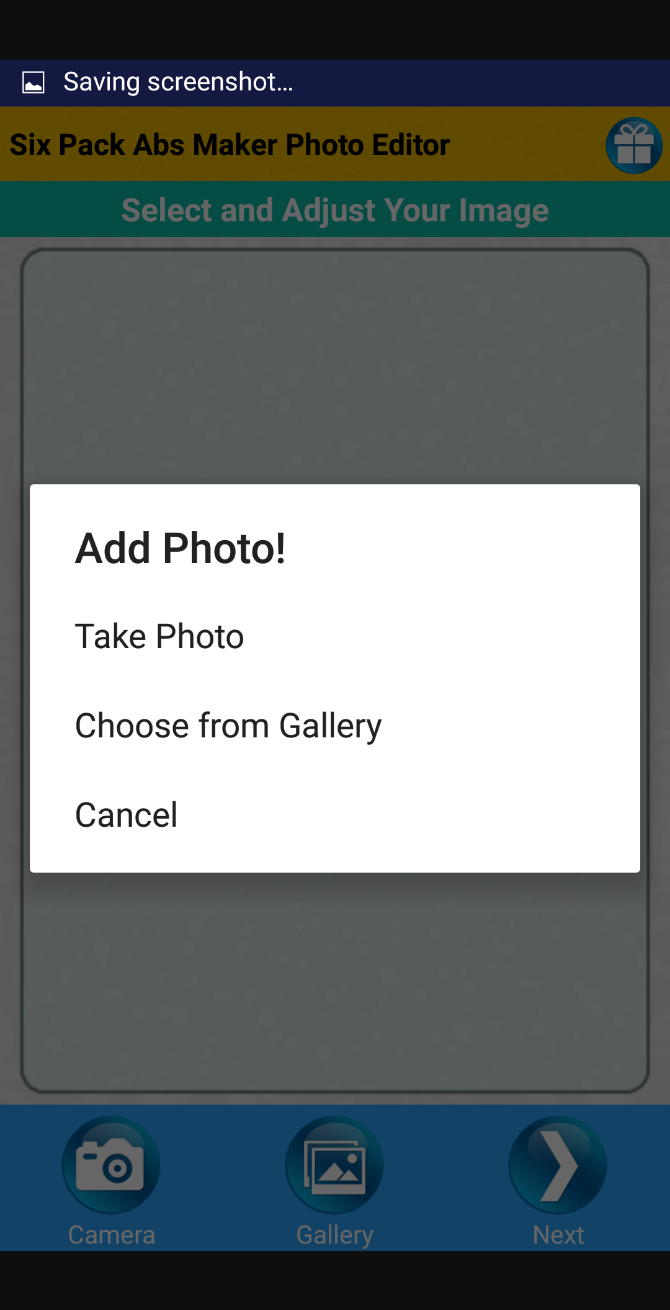 Saving screenshot...
Six Pack Abs Maker Photo Editor
Select and Adjust Your Image
Add Photo!
Take Photo
Choose from Gallery
Cancel
Camera
Gallery
Next